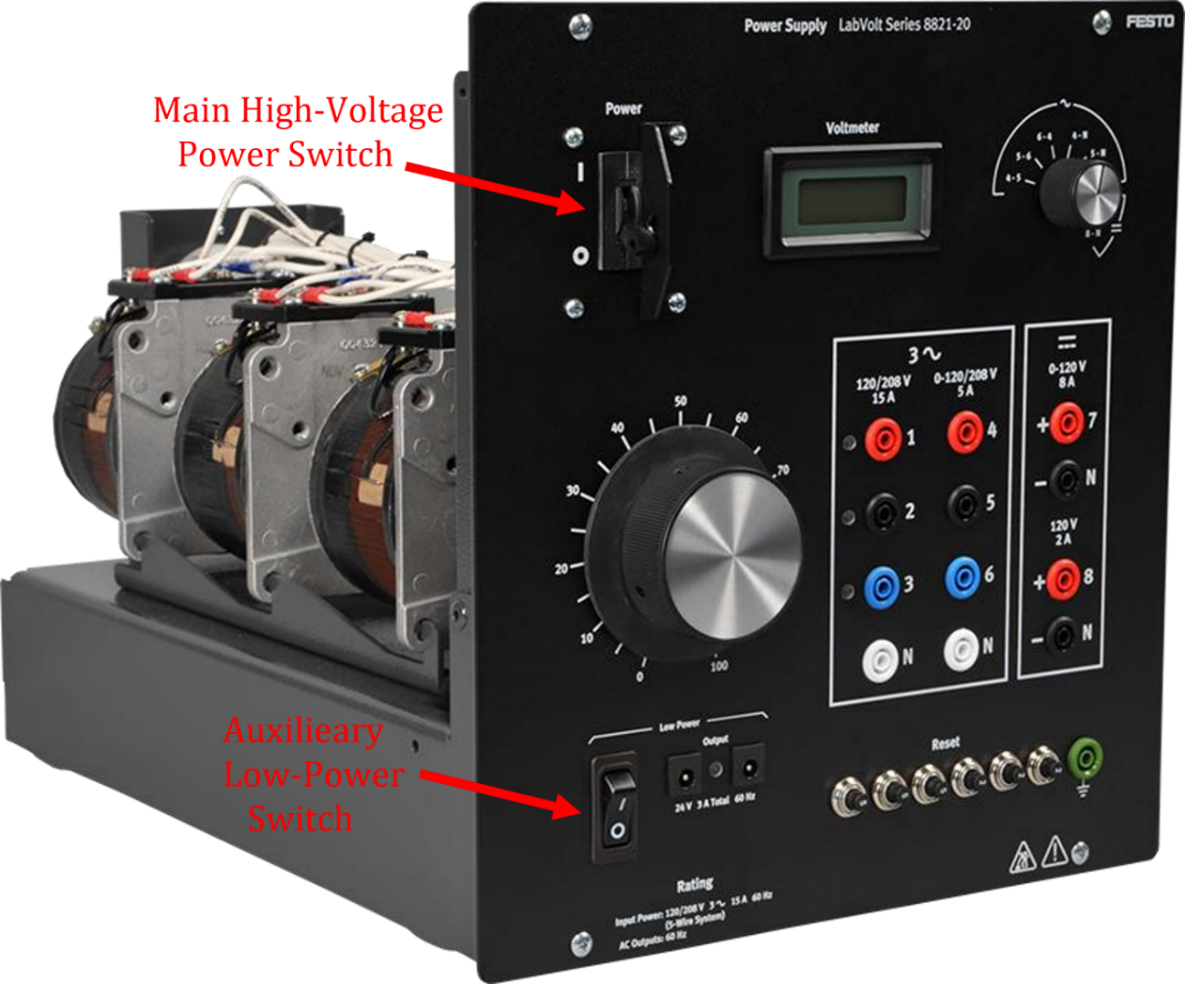 Power Supply LabVolt Series 8821-20
FESTO
Main High-Voltage
Power Switch
Power
I
O
Voltmeter
4-5
5-6
6-4
4-N
5-N
8-N
3
120/208 V
15 A
0-120/208 V
5 A
1
4
2
5
3
6
N
N
0-120 V
8 A
+
7
−
N
120 V
2 A
+
8
−
N
0
10
20
30
40
50
60
70
100
Auxilieary
Low-Power
Switch
Low Power
Output
24 V 3 A Total 60 Hz
I
O
Reset
Rating
Input Power: 120/208 V 3 ∿ 15 A 60 Hz
(5-Wire System)
AC Outputs: 60 Hz